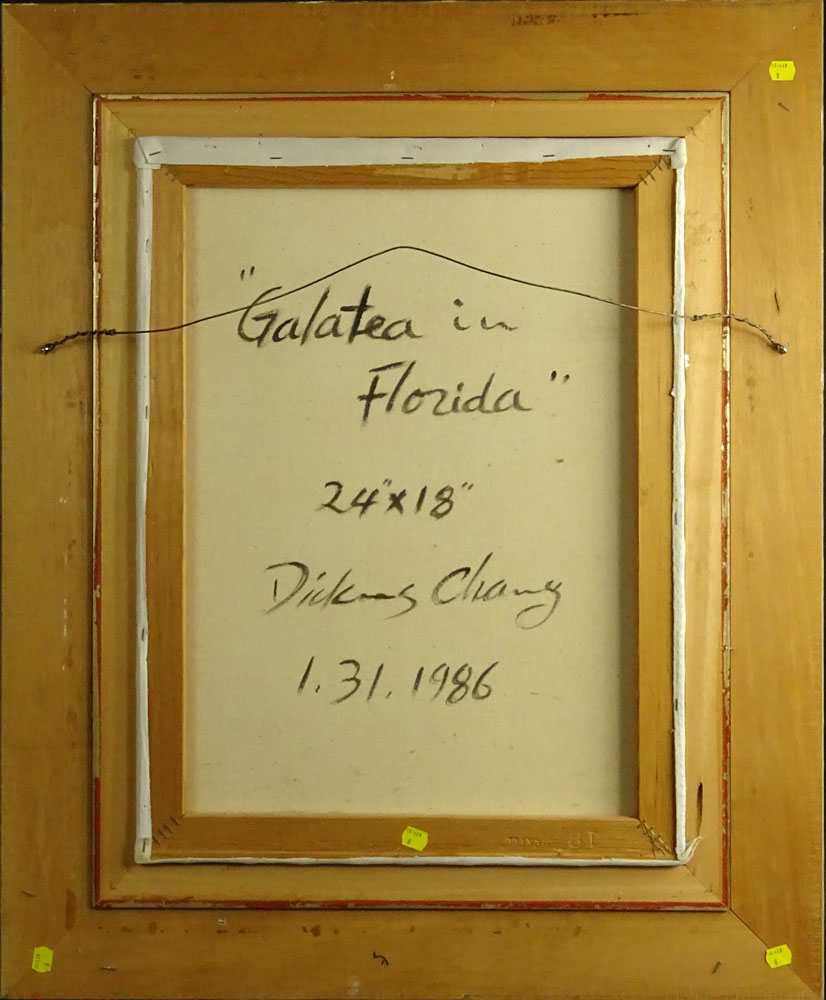 "Galatea in
Florida"
24"x18"
Dickens Chang
1.31.1986